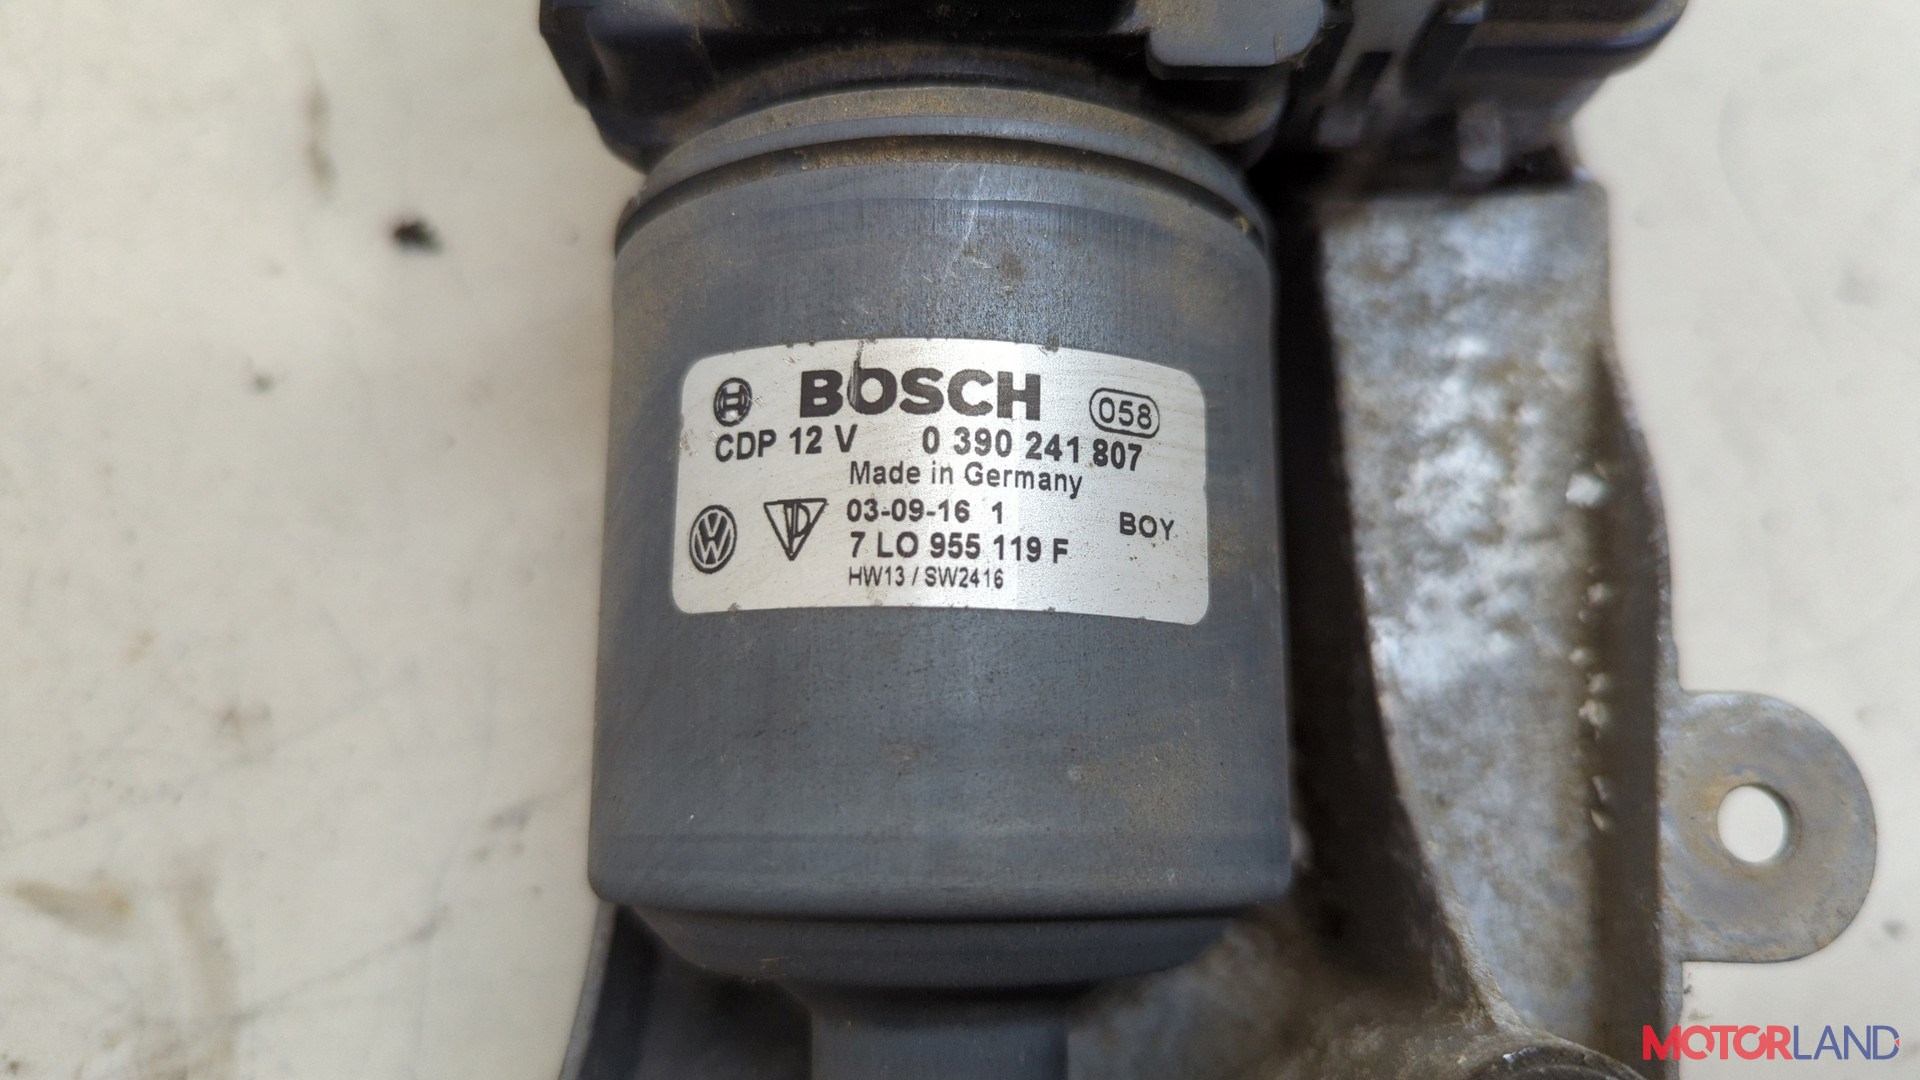 BOSCH 058
CDP 12 V 0 390 241 807
Made in Germany
03-09-16 1 BOY
7 LO 955 119 F
HW13 / SW2416
MOTORLAND